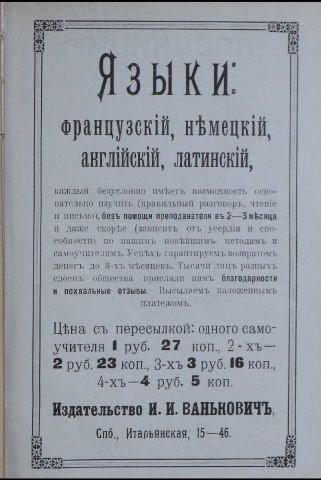 Языки:
французскій, нѣмецкій,
англійскій, латинскій,
каждый безусловно имѣетъ возможность осно-
вательно изучить (правильный разговоръ, чтеніе
и письмо), безъ помощи преподавателя въ 2—3 мѣсяца
и даже скорѣе (зависитъ отъ усердія и спо-
собности) по нашимъ новѣйшимъ методамъ и
самоучителямъ. Успѣхъ гарантируемъ возвратомъ
денегъ до 8-хъ мѣсяцевъ. Тысячи лицъ разныхъ
слоевъ общества прислали намъ благодарности
и похвальные отзывы. Высылаемъ наложеннымъ
платежомъ.
Цѣна съ пересылкой: одного само-
учителя 1 руб. 27 коп., 2-хъ—
2 руб. 23 коп., 3-хъ 3 руб. 16 коп.,
4-хъ—4 руб. 5 коп.
Издательство И. И. ВАНЬКОВИЧЪ,
Спб., Итальянская, 15—46.